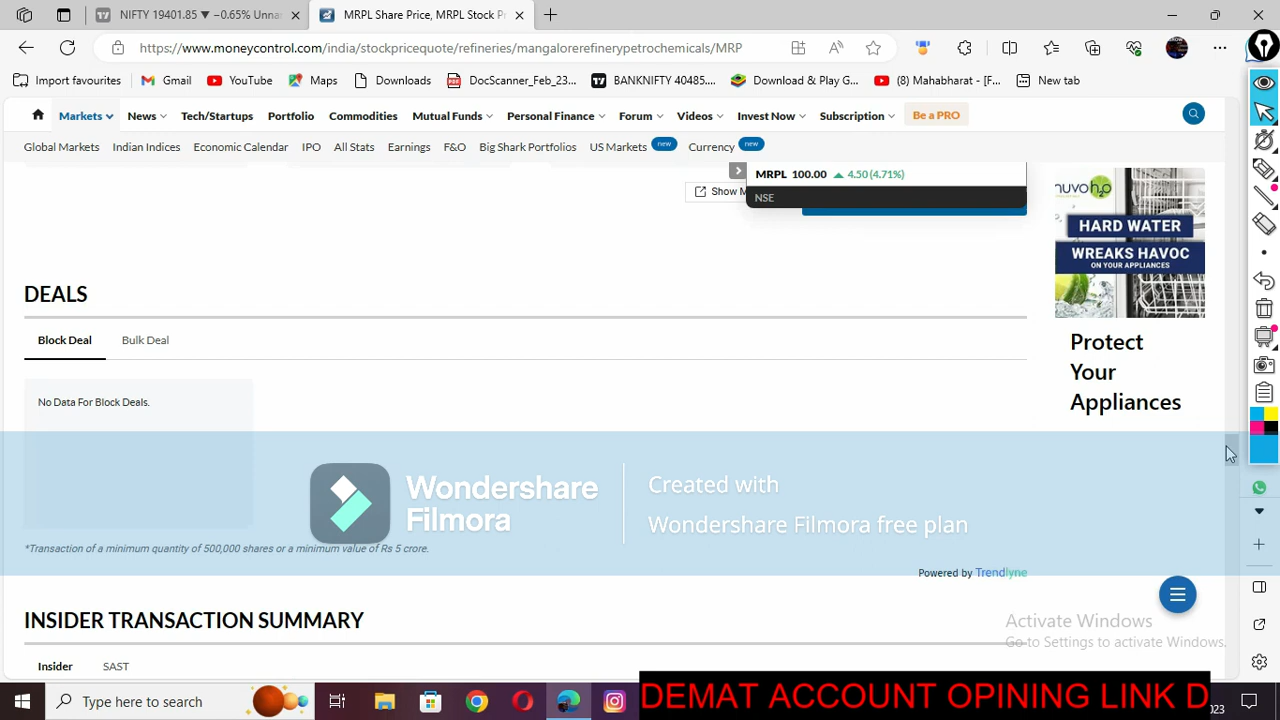 NIFTY 19401.85 ▼ −0.65% Unnar
MRPL Share Price, MRPL Stock Pr
https://www.moneycontrol.com/india/stockpricequote/refineries/mangalorerefinerypetrochemicals/MRP
Import favourites
Gmail
YouTube
Maps
Downloads
DocScanner_Feb 23-...
BANKNIFTY 40485....
Download & Play G...
(8) Mahabharat - [F...
New tab
Markets
News
Tech/Startups
Portfolio
Commodities
Mutual Funds
Personal Finance
Forum
Videos
Invest Now
Subscription
Be a PRO
Global Markets
Indian Indices
Economic Calendar
IPO
All Stats
Earnings
F&O
Big Shark Portfolios
US Markets
new
Currency
new
MRPL 100.00 ▲ 4.50 (4.71%)
Show M
NSE
nuvoh2o
HARD WATER
WREAKS HAVOC
ON YOUR APPLIANCES
Protect
Your
Appliances
DEALS
Block Deal
Bulk Deal
No Data For Block Deals.
Wondershare
Filmora
Created with
Wondershare Filmora free plan
*Transaction of a minimum quantity of 500,000 shares or a minimum value of Rs 5 crore.
Powered by Trendlyne
INSIDER TRANSACTION SUMMARY
Insider
SAST
Activate Windows
Go to Settings to activate Windows.
Type here to search
DEMAT ACCOUNT OPINING LINK D